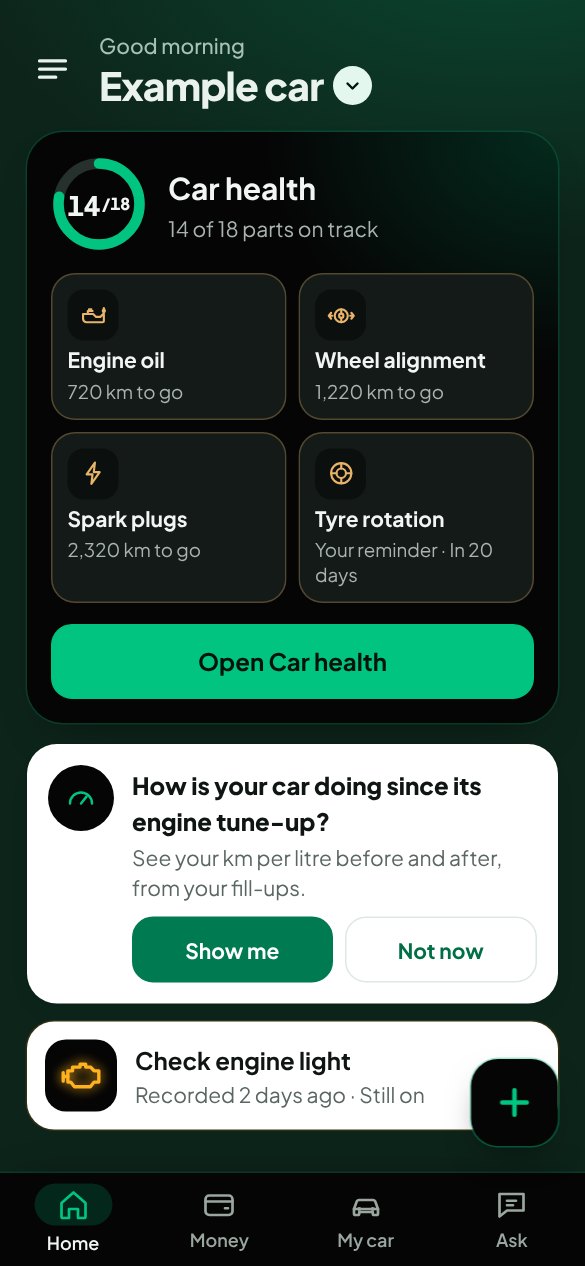 Good morning
Example car
14/18
Car health
14 of 18 parts on track
Engine oil
720 km to go
Wheel alignment
1,220 km to go
Spark plugs
2,320 km to go
Tyre rotation
Your reminder · In 20
days
Open Car health
How is your car doing since its
engine tune-up?
See your km per litre before and after,
from your fill-ups.
Show me
Not now
Check engine light
Recorded 2 days ago · Still on
Home
Money
My car
Ask